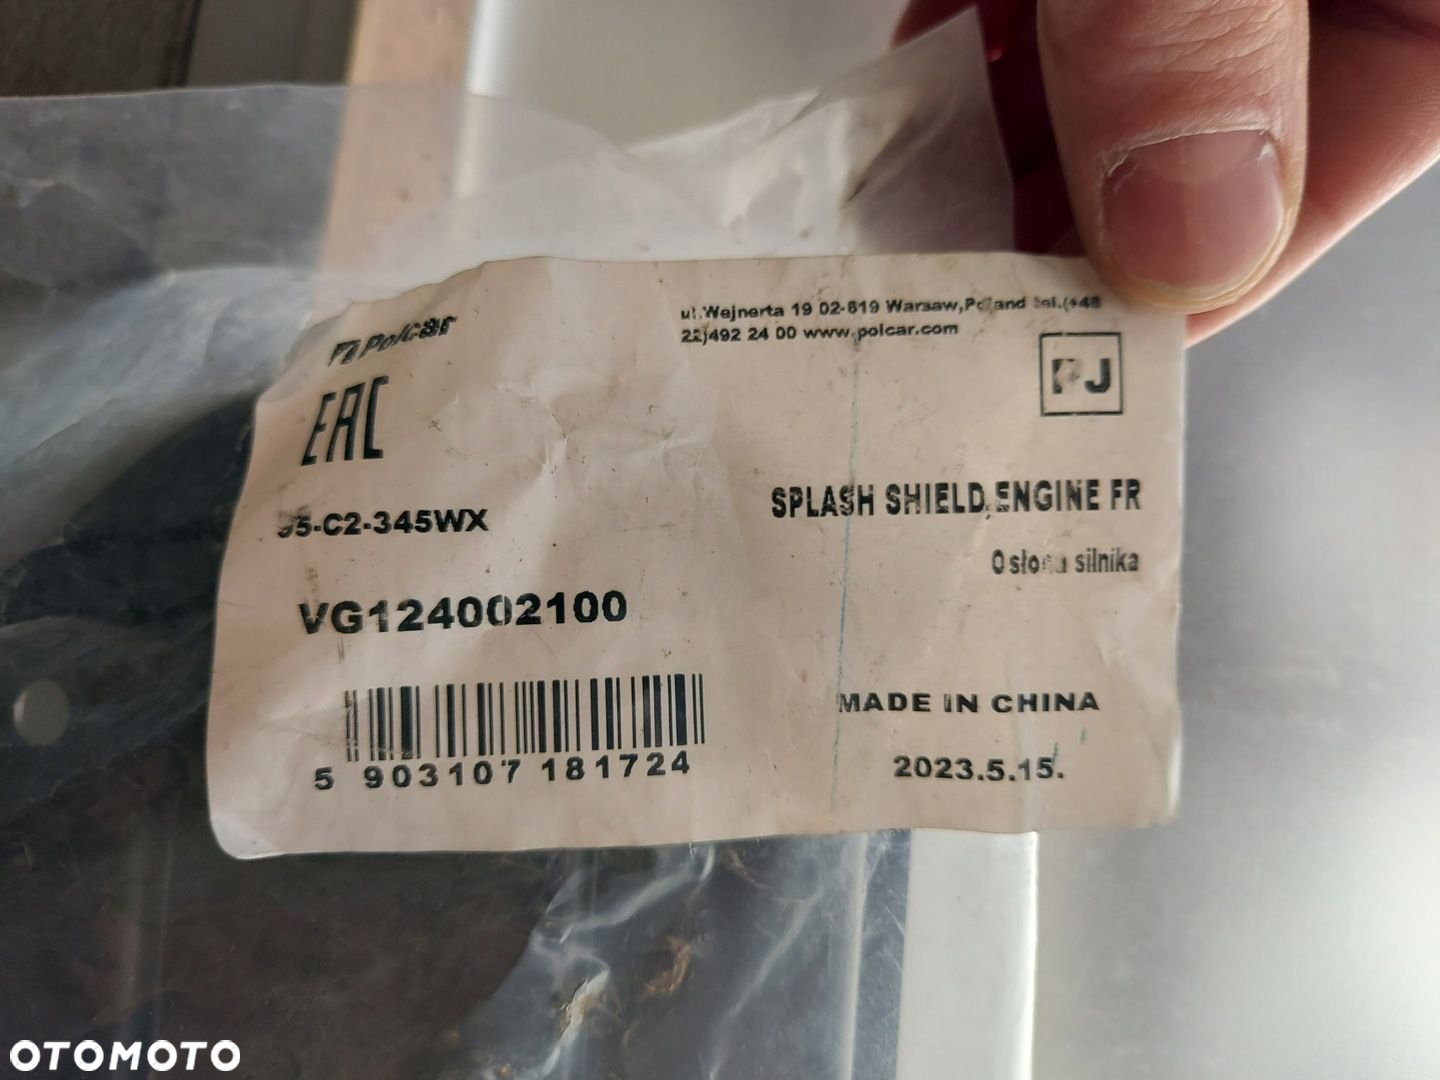 Polcar
ul.Wejnerta 19 02-619 Warsaw,Poland tel.(+48
22)492 24 00 www.polcar.com
EAC
PJ
95-C2-345WX
SPLASH SHIELD,ENGINE FR
Osłona silnika
VG124002100
MADE IN CHINA
5 903107 181724
2023.5.15.
OTOMOTO